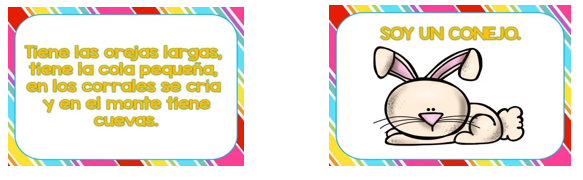 Tiene las orejas largas,
tiene la cola pequeña,
en los corrales se cria
y en el monte tiene
cuevas.
SOY UN CONEJO.